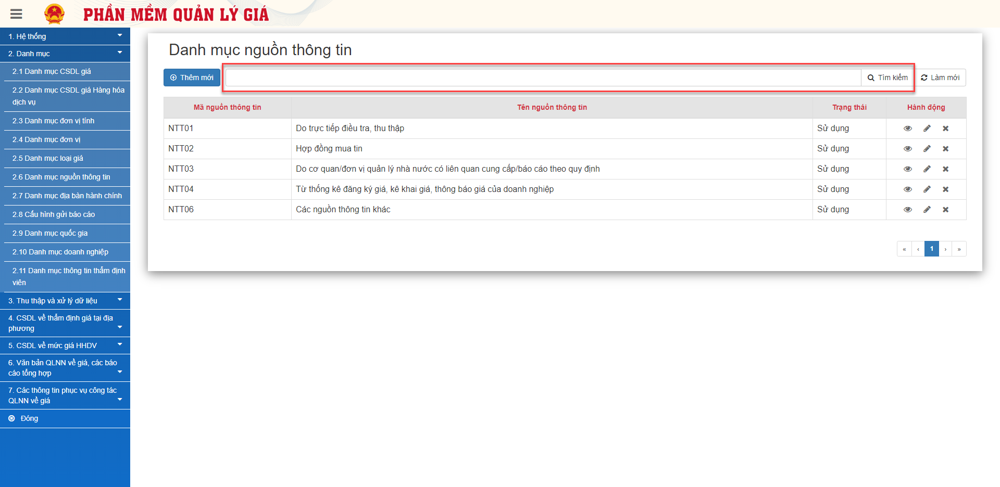 PHẦN MỀM QUẢN LÝ GIÁ
1. Hệ thống
2. Danh mục
2.1 Danh mục CSDL giá
2.2 Danh mục CSDL giá Hàng hóa
dịch vụ
2.3 Danh mục đơn vị tính
2.4 Danh mục đơn vị
2.5 Danh mục loại giá
2.6 Danh mục nguồn thông tin
2.7 Danh mục địa bàn hành chính
2.8 Cấu hình gửi báo cáo
2.9 Danh mục quốc gia
2.10 Danh mục doanh nghiệp
2.11 Danh mục thông tin thẩm định
viên
3. Thu thập và xử lý dữ liệu
4. CSDL về thẩm định giá tại địa
phương
5. CSDL về mức giá HHDV
6. Văn bản QLNN về giá, các báo
cáo tổng hợp
7. Các thông tin phục vụ công tác
QLNN về giá
Đóng
Danh mục nguồn thông tin
Thêm mới Tìm kiếm Làm mới
Mã nguồn thông tin Tên nguồn thông tin Trạng thái Hành động
NTT01 Do trực tiếp điều tra, thu thập Sử dụng
NTT02 Hợp đồng mua tin Sử dụng
NTT03 Do cơ quan/đơn vị quản lý nhà nước có liên quan cung cấp/báo cáo theo quy định Sử dụng
NTT04 Từ thống kê đăng ký giá, kê khai giá, thông báo giá của doanh nghiệp Sử dụng
NTT06 Các nguồn thông tin khác Sử dụng
« ‹ 1 › »